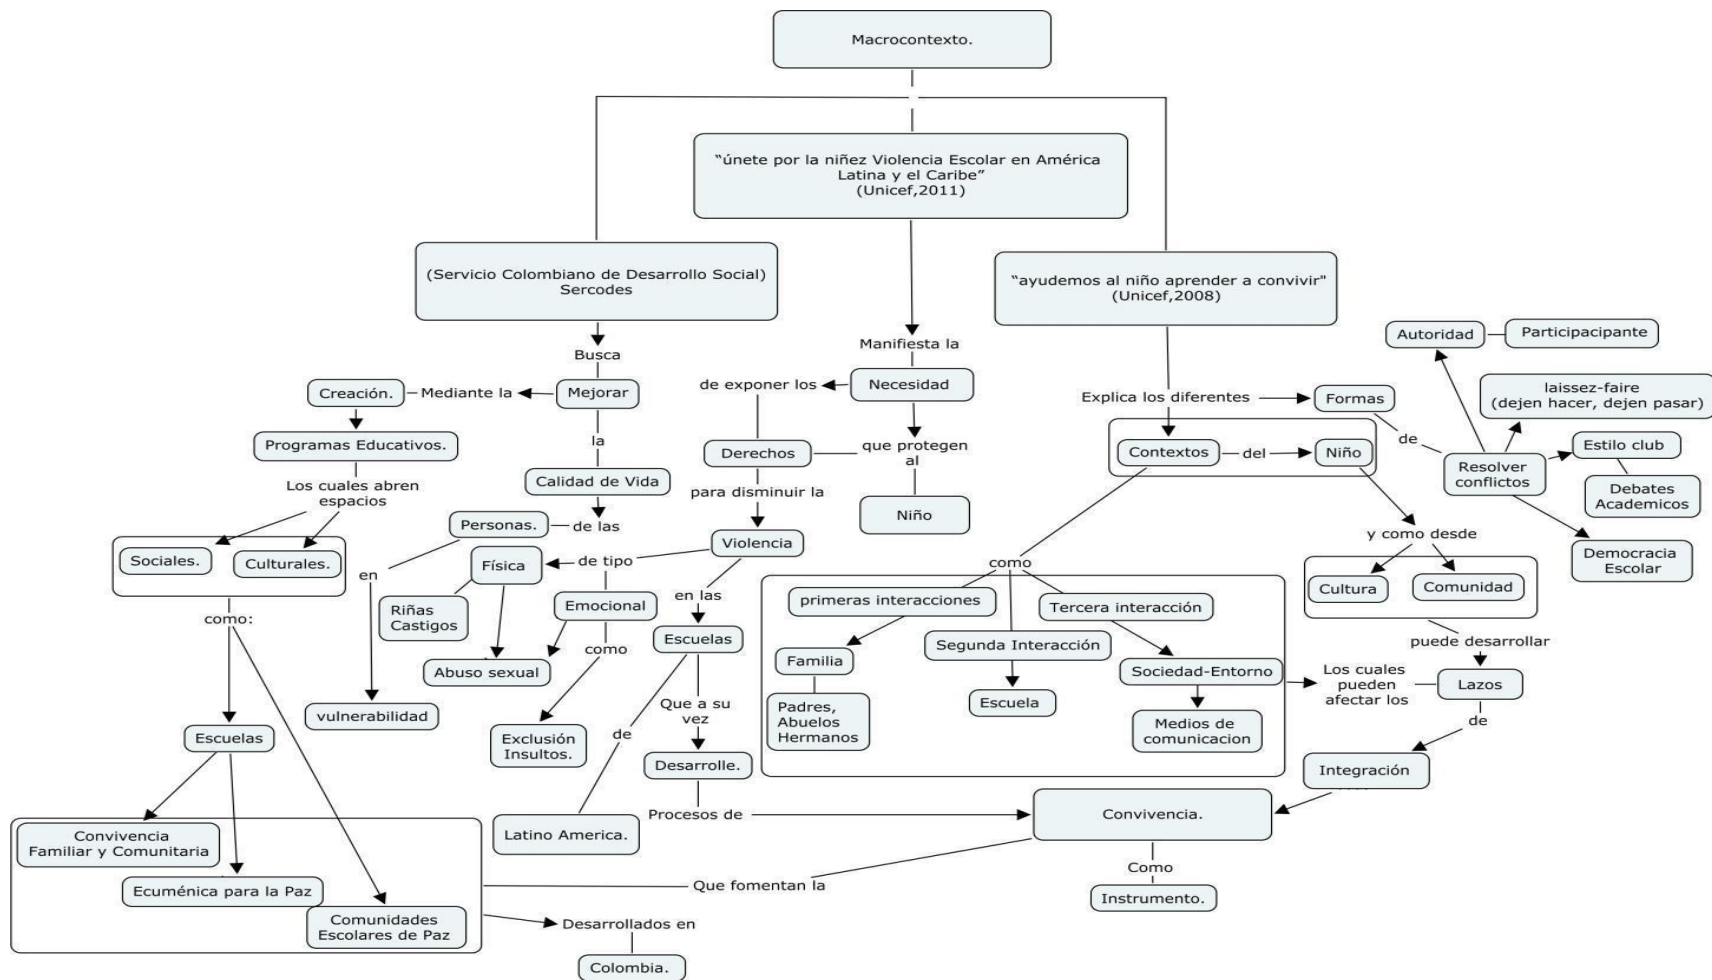 Macrocontexto.
“únete por la niñez Violencia Escolar en América
Latina y el Caribe”
(Unicef,2011)
(Servicio Colombiano de Desarrollo Social)
Sercodes
“ayudemos al niño aprender a convivir"
(Unicef,2008)
Busca
Mejorar
Mediante la
Creación.
Programas Educativos.
Los cuales abren
espacios
Sociales.
Culturales.
como:
Escuelas
Convivencia
Familiar y Comunitaria
Ecuménica para la Paz
Comunidades
Escolares de Paz
Desarrollados en
Colombia.
la
Calidad de Vida
de las
Personas.
en
vulnerabilidad
Manifiesta la
Necesidad
de exponer los
Derechos
que protegen
al
Niño
para disminuir la
Violencia
de tipo
Física
Riñas
Castigos
Emocional
Abuso sexual
como
Exclusión
Insultos.
en las
Escuelas
de
Latino America.
Que a su
vez
Desarrolle.
Procesos de
Convivencia.
Que fomentan la
Como
Instrumento.
Explica los diferentes
Formas
de
Resolver
conflictos
Autoridad
Participacipante
laissez-faire
(dejen hacer, dejen pasar)
Estilo club
Debates
Academicos
Democracia
Escolar
Contextos
del
Niño
y como desde
Cultura
Comunidad
puede desarrollar
Lazos
de
Integración
como
primeras interacciones
Familia
Padres,
Abuelos
Hermanos
Segunda Interacción
Escuela
Tercera interacción
Sociedad-Entorno
Medios de
comunicacion
Los cuales
pueden
afectar los